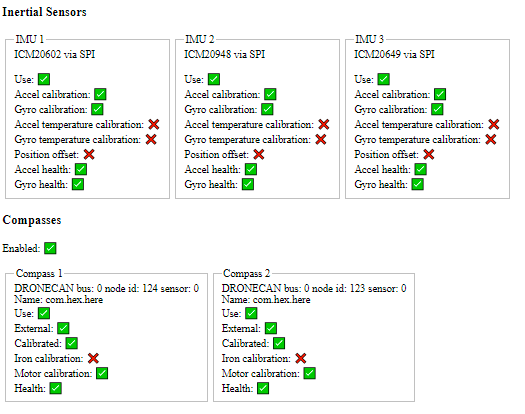 Inertial Sensors
IMU 1
ICM20602 via SPI
Use:
Accel calibration:
Gyro calibration:
Accel temperature calibration:
Gyro temperature calibration:
Position offset:
Accel health:
Gyro health:
IMU 2
ICM20948 via SPI
Use:
Accel calibration:
Gyro calibration:
Accel temperature calibration:
Gyro temperature calibration:
Position offset:
Accel health:
Gyro health:
IMU 3
ICM20649 via SPI
Use:
Accel calibration:
Gyro calibration:
Accel temperature calibration:
Gyro temperature calibration:
Position offset:
Accel health:
Gyro health:
Compasses
Enabled:
Compass 1
DRONECAN bus: 0 node id: 124 sensor: 0
Name: com.hex.here
Use:
External:
Calibrated:
Iron calibration:
Motor calibration:
Health:
Compass 2
DRONECAN bus: 0 node id: 123 sensor: 0
Name: com.hex.here
Use:
External:
Calibrated:
Iron calibration:
Motor calibration:
Health: